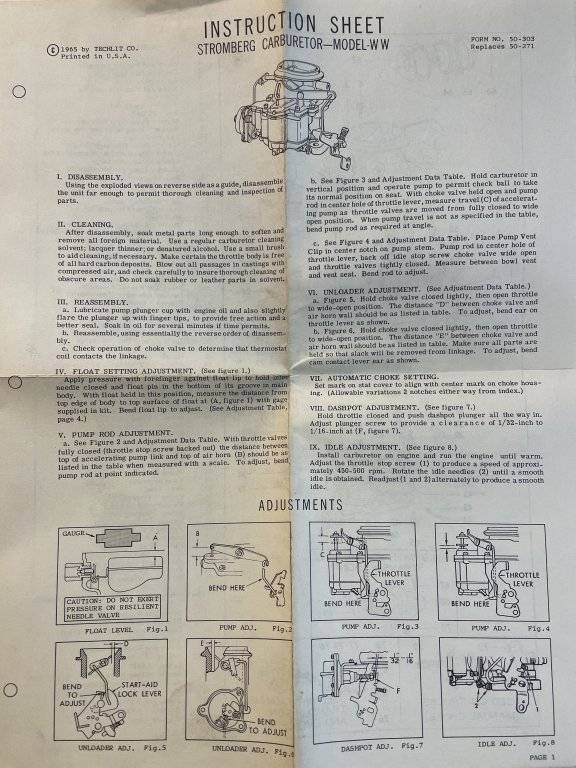 INSTRUCTION SHEET
STROMBERG CARBURETOR—MODEL-WW
© 1965 by TECHLIT CO.
Printed in U.S.A.
FORM NO. 50-303
Replaces 50-271
I. DISASSEMBLY.
Using the exploded views on reverse side as a guide, disassemble
the unit far enough to permit thorough cleaning and inspection of
parts.
II. CLEANING.
After disassembly, soak metal parts long enough to soften and
remove all foreign material. Use a regular carburetor cleaning
solvent; lacquer thinner; or denatured alcohol. Use a small brush
to aid cleaning, if necessary. Make certain the throttle body is free
of all hard carbon deposits. Blow out all passages in castings with
compressed air, and check carefully to insure thorough cleaning of
obscure areas. Do not soak rubber or leather parts in solvent.
III. REASSEMBLY.
a. Lubricate pump plunger cup with engine oil and also slightly
flare the plunger cup with finger tips, to provide free action and a
better seal. Soak in oil for several minutes if time permits.
b. Reassemble, using essentially the reverse order of disassem-
bly.
c. Check operation of choke valve to determine that thermostat
coil contacts the linkage.
IV. FLOAT SETTING ADJUSTMENT. (See figure 1.)
Apply pressure with forefinger against float lip to hold inlet
needle closed and float pin in the bottom of its groove in main
body. With float held in this position, measure the distance from
top edge of body to top surface of float at (A, figure 1) with gage
supplied in kit. Bend float lip to adjust. (See Adjustment Table,
page 4.)
V. PUMP ROD ADJUSTMENT.
a. See Figure 2 and Adjustment Data Table. With throttle valves
fully closed (throttle stop screw backed out) the distance between
top of accelerating pump link and top of air horn (B) should be as
listed in the table when measured with a scale. To adjust, bend
pump rod at point indicated.
b. See Figure 3 and Adjustment Data Table. Hold carburetor in
vertical position and operate pump to permit check ball to take
its normal position on seat. With choke valve held open and pump
rod in center hole of throttle lever, measure travel (C) of accelerat-
ing pump as throttle valves are moved from fully closed to wide
open position. When pump travel is not as specified in the table,
bend pump rod as required at angle.
c. See Figure 4 and Adjustment Data Table. Place Pump Vent
Clip in center notch on pump stem. Pump rod in center hole of
throttle lever, back off idle stop screw choke valve wide open
and throttle valves tightly closed. Measure between bowl vent
and vent seat. Bend rod to adjust.
VI. UNLOADER ADJUSTMENT. (See Adjustment Data Table.)
a. Figure 5. Hold choke valve closed lightly, then open throttle
to wide-open position. The distance "D" between choke valve and
air horn wall should be as listed in table. To adjust, bend ear on
throttle lever as shown.
b. Figure 6. Hold choke valve closed lightly, then open throttle
to wide-open position. The distance "E" between choke valve and
air horn wall should be as listed in table. Make sure all parts are
held so that slack will be removed from linkage. To adjust, bend
cam contact lever ear as shown.
VII. AUTOMATIC CHOKE SETTING.
Set mark on stat cover to align with center mark on choke hous-
ing. (Allowable variations 2 notches either way from index.)
VIII. DASHPOT ADJUSTMENT. (See figure 7.)
Hold throttle closed and push dashpot plunger all the way in.
Adjust plunger screw to provide a clearance of 1/32-inch to
1/16-inch at (F, figure 7).
IX. IDLE ADJUSTMENT. (See figure 8.)
Install carburetor on engine and run the engine until warm.
Adjust the throttle stop screw (1) to produce a speed of approxi-
mately 450-500 rpm. Rotate the idle needles (2) until a smooth
idle is obtained. Readjust (1 and 2) alternately to produce a smooth
idle.
ADJUSTMENTS
GAUGE
A
CAUTION: DO NOT EXERT
PRESSURE ON RESILIENT
NEEDLE VALVE
FLOAT LEVEL Fig.1
B
BEND HERE
PUMP ADJ. Fig.2
C
THROTTLE
LEVER
BEND HERE
PUMP ADJ. Fig.3
THROTTLE
LEVER
BEND HERE
PUMP ADJ. Fig.4
D
BEND
TO
ADJUST
START-AID
LOCK LEVER
UNLOADER ADJ. Fig.5
E
BEND
TO ADJUST
UNLOADER ADJ. Fig.6
32 16
F
DASHPOT ADJ. Fig.7
2
1
IDLE ADJ. Fig.8
PAGE 1